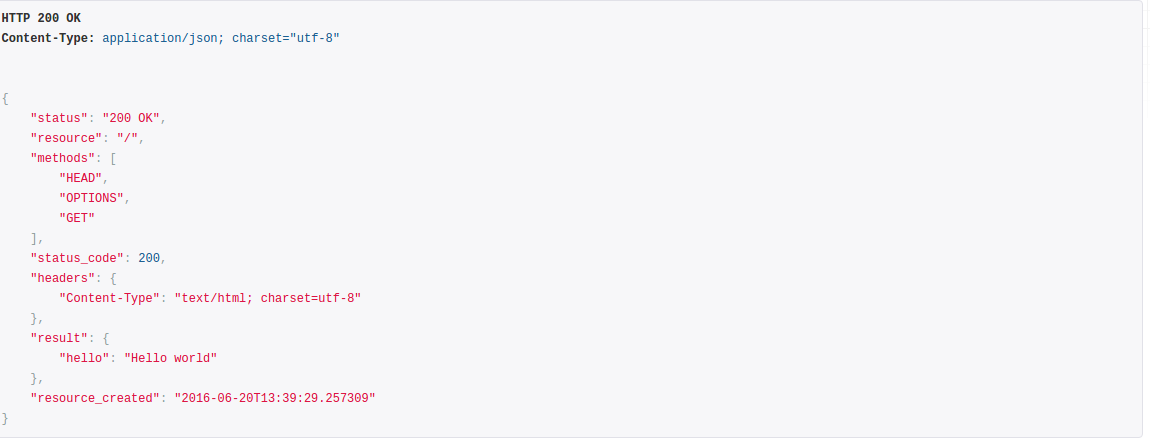 HTTP 200 OK
Content-Type: application/json; charset="utf-8"
{
    "status": "200 OK",
    "resource": "/",
    "methods": [
        "HEAD",
        "OPTIONS",
        "GET"
    ],
    "status_code": 200,
    "headers": {
        "Content-Type": "text/html; charset=utf-8"
    },
    "result": {
        "hello": "Hello world"
    },
    "resource_created": "2016-06-20T13:39:29.257309"
}